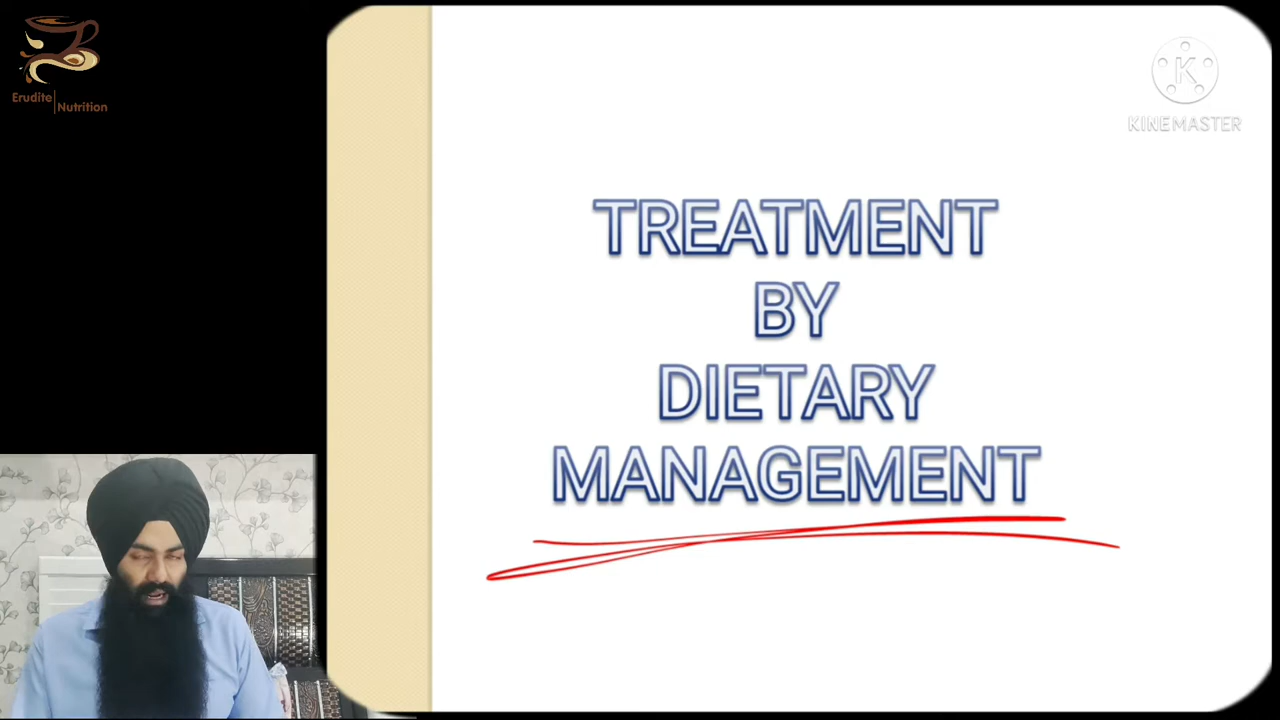 Erudite
Nutrition
KINEMASTER
TREATMENT
BY
DIETARY
MANAGEMENT